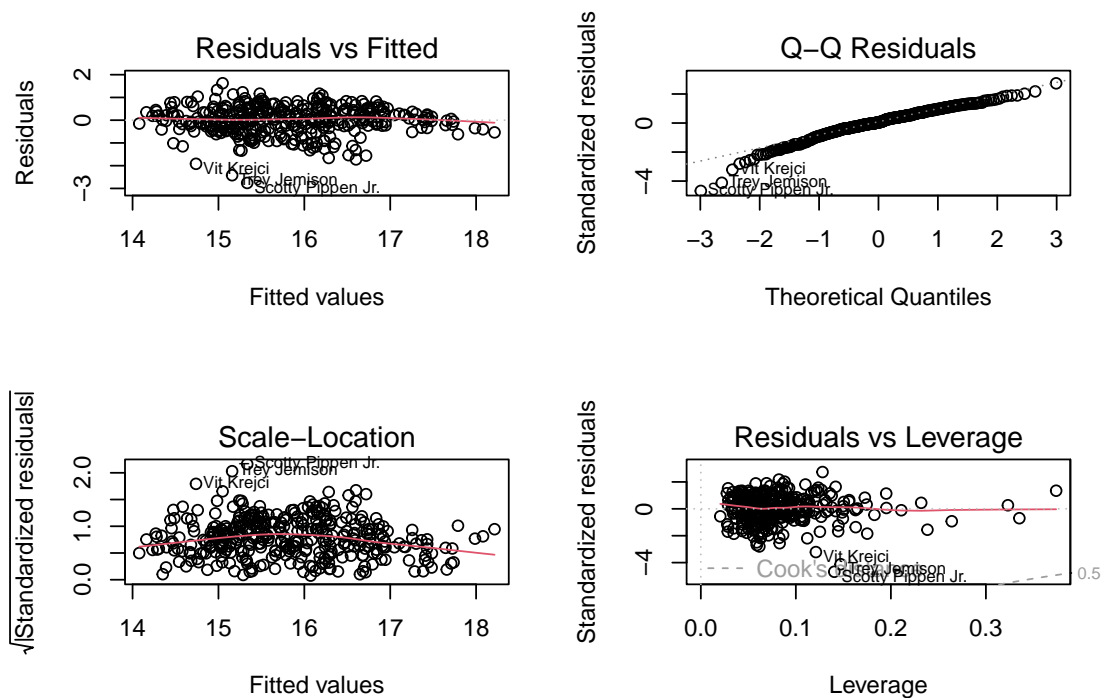 Residuals vs Fitted
Residuals
2
0
−3
Vit Krejci
Trey Jemison
Scotty Pippen Jr.
14 15 16 17 18
Fitted values
Q−Q Residuals
Standardized residuals
0
−4
Vit Krejci
Trey Jemison
Scotty Pippen Jr.
−3 −2 −1 0 1 2 3
Theoretical Quantiles
Scale−Location
√|Standardized residuals|
2.0
1.0
0.0
Scotty Pippen Jr.
Trey Jemison
Vit Krejci
14 15 16 17 18
Fitted values
Residuals vs Leverage
Standardized residuals
0
−4
Vit Krejci
Trey Jemison
Scotty Pippen Jr.
Cook's
0.5
0.0 0.1 0.2 0.3
Leverage